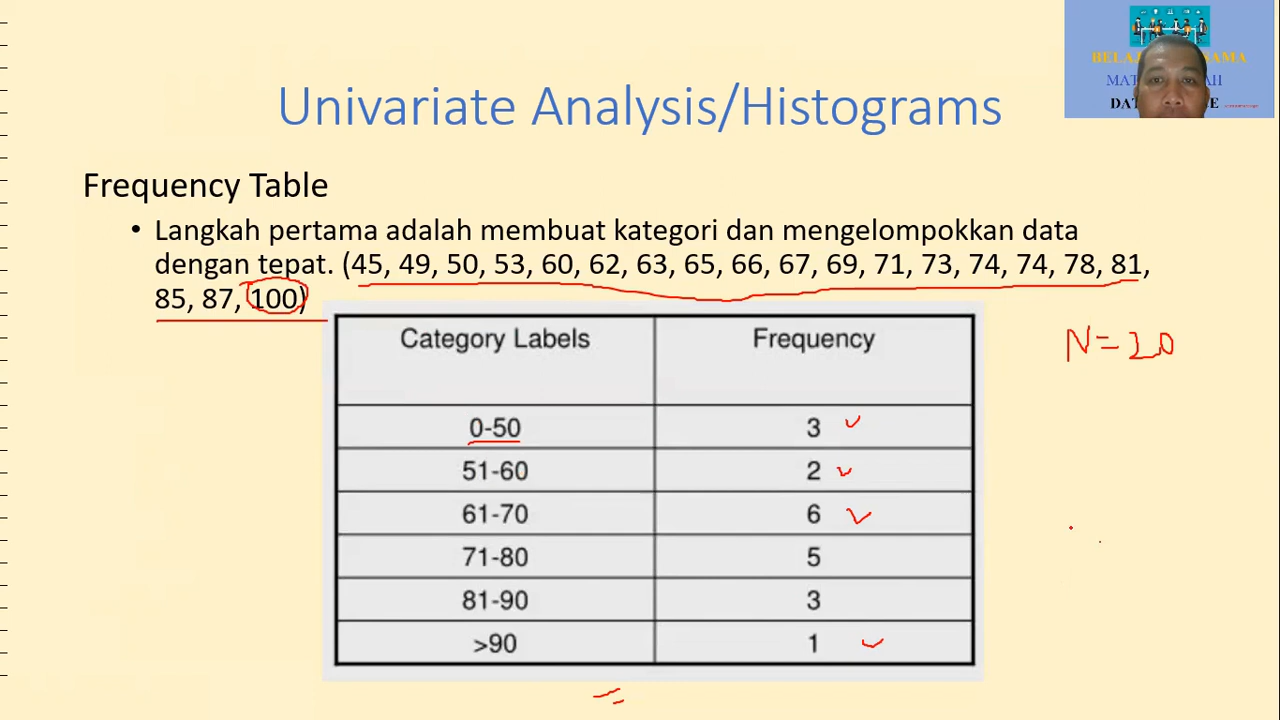 Univariate Analysis/Histograms
Frequency Table
• Langkah pertama adalah membuat kategori dan mengelompokkan data
dengan tepat. (45, 49, 50, 53, 60, 62, 63, 65, 66, 67, 69, 71, 73, 74, 74, 78, 81,
85, 87, 100)
N=20
Category Labels Frequency
0-50 3
51-60 2
61-70 6
71-80 5
81-90 3
>90 1